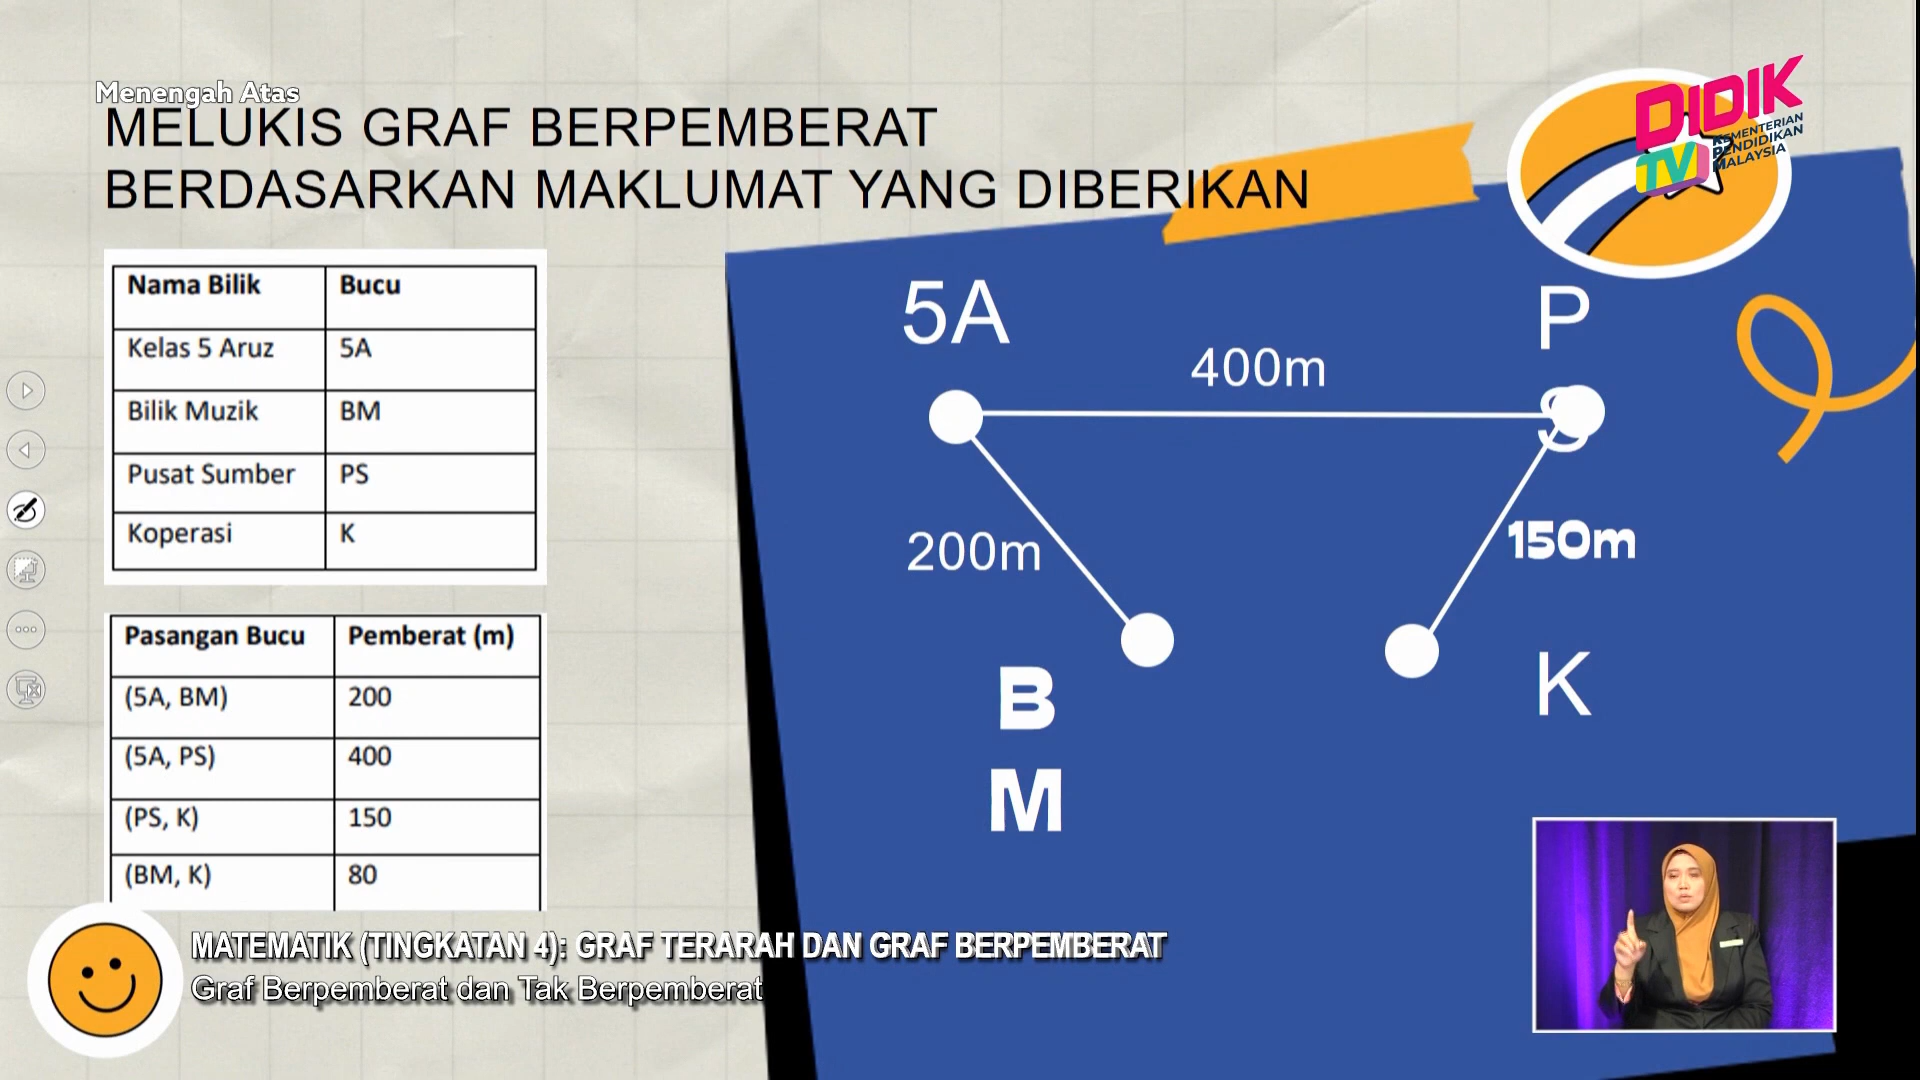 Menengah Atas
MELUKIS GRAF BERPEMBERAT
BERDASARKAN MAKLUMAT YANG DIBERIKAN
DIDIK
TV
KEMENTERIAN
PENDIDIKAN
MALAYSIA
Nama Bilik Bucu
Kelas 5 Aruz 5A
Bilik Muzik BM
Pusat Sumber PS
Koperasi K
Pasangan Bucu Pemberat (m)
(5A, BM) 200
(5A, PS) 400
(PS, K) 150
(BM, K) 80
5A
P
S
400m
200m
150m
B
M
K
MATEMATIK (TINGKATAN 4): GRAF TERARAH DAN GRAF BERPEMBERAT
Graf Berpemberat dan Tak Berpemberat